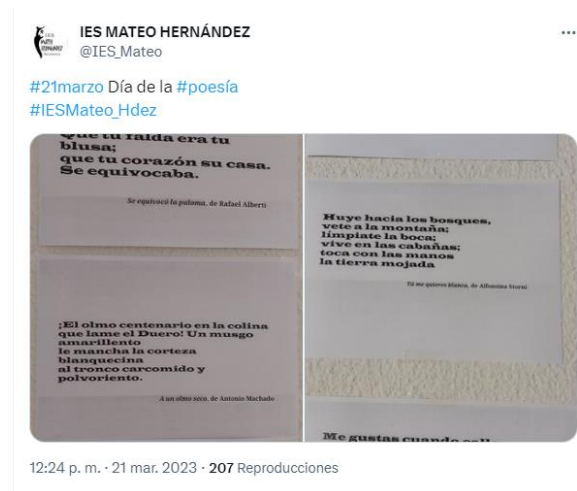 IES MATEO HERNÁNDEZ
@IES_Mateo
#21marzo Día de la #poesía
#IESMateo_Hdez
Que tu falda era tu
blusa;
que tu corazón su casa.
Se equivocaba.
Se equivocó la paloma, de Rafael Alberti
¡El olmo centenario en la colina
que lame el Duero! Un musgo
amarillento
le mancha la corteza
blanquecina
al tronco carcomido y
polvoriento.
A un olmo seco, de Antonio Machado
Huye hacia los bosques,
vete a la montaña;
límpiate la boca;
vive en las cabañas;
toca con las manos
la tierra mojada
Tú me quieres blanca, de Alfonsina Storni
Me gustas cuando
12:24 p. m. · 21 mar. 2023 · 207 Reproducciones